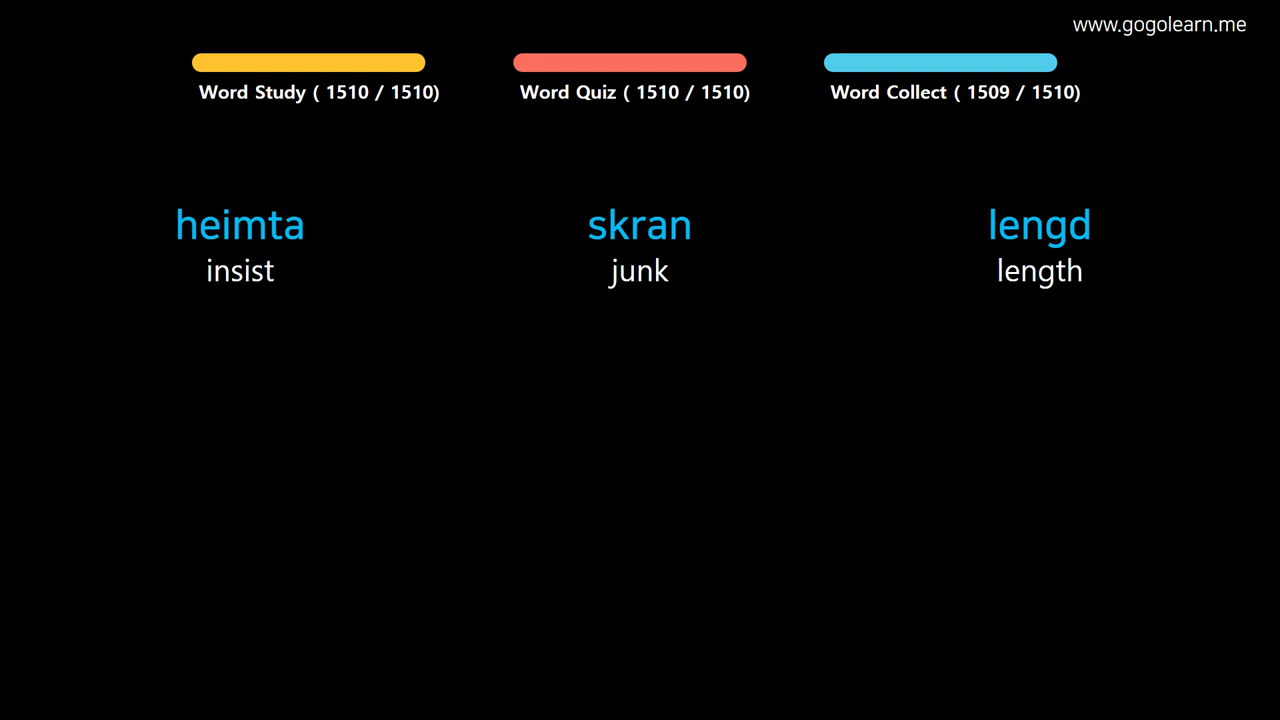 www.gogolearn.me
Word Study ( 1510 / 1510)
Word Quiz ( 1510 / 1510)
Word Collect ( 1509 / 1510)
heimta
insist
skran
junk
lengd
length